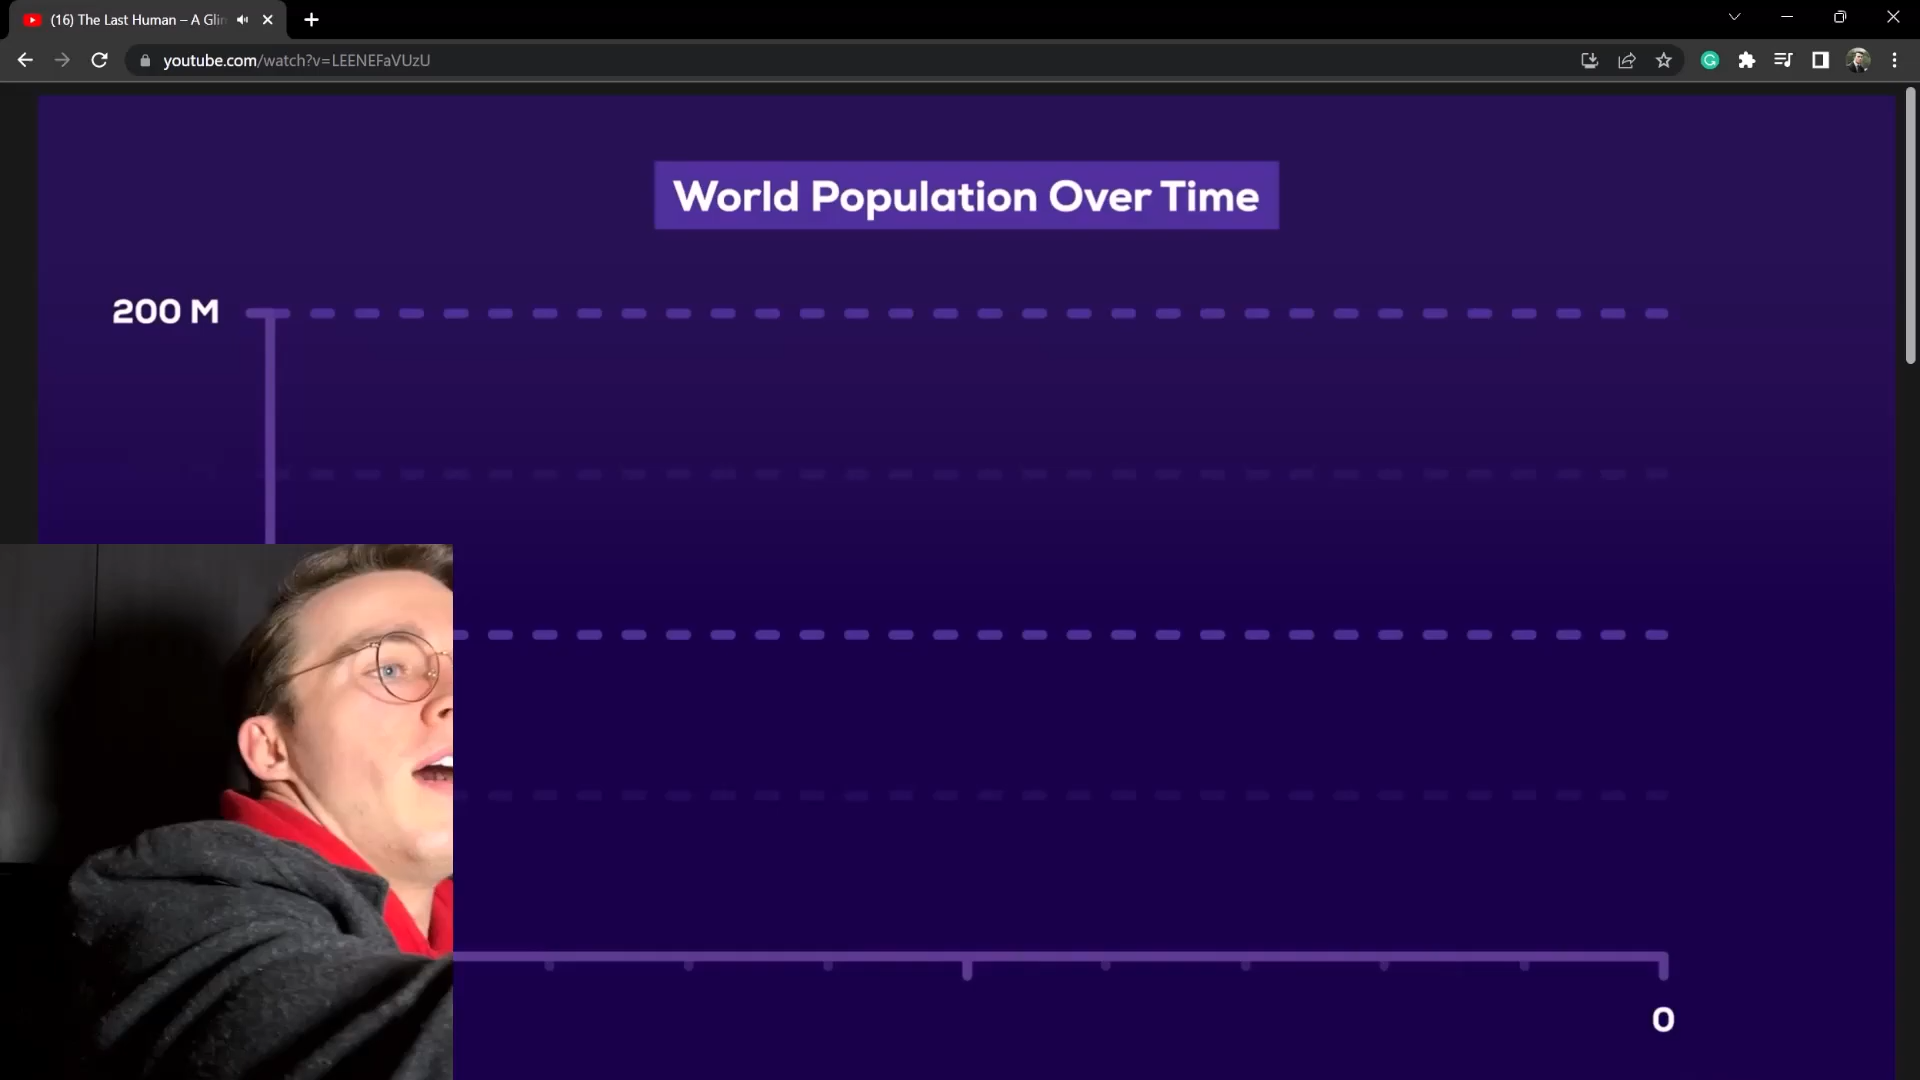 (16) The Last Human – A Gli
youtube.com/watch?v=LEENEFaVUzU
World Population Over Time
200 M
0